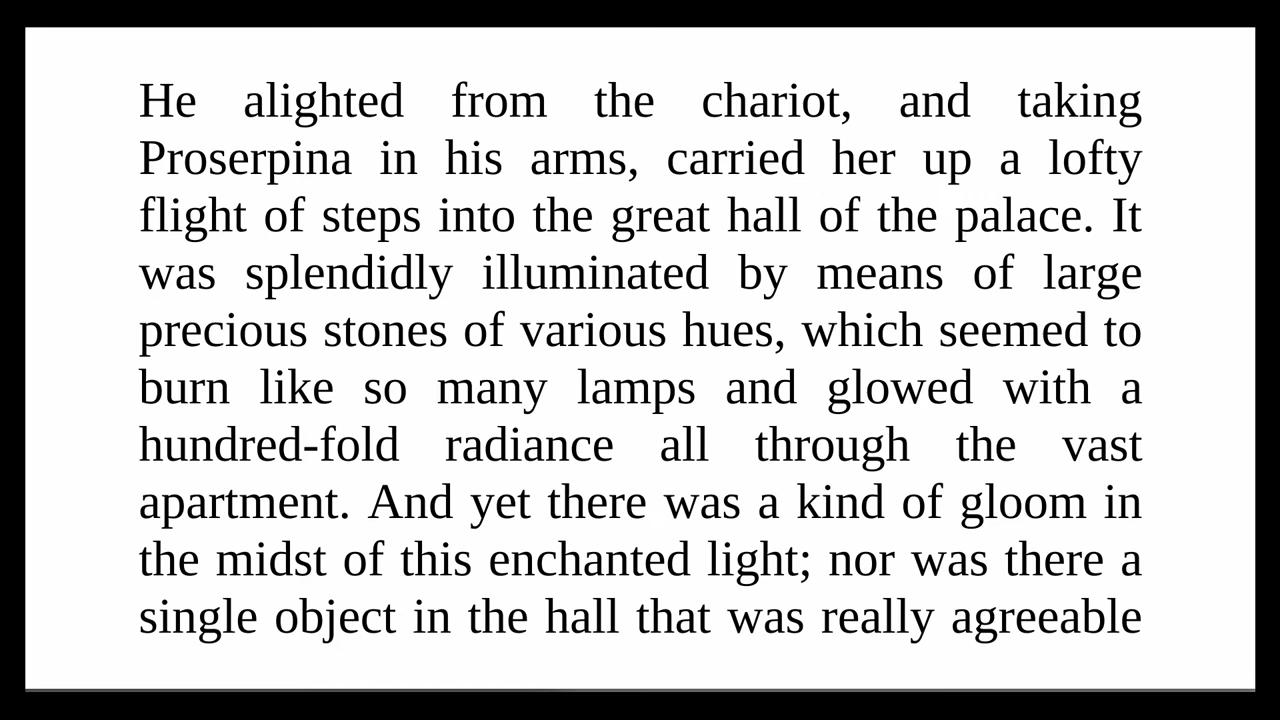 He alighted from the chariot, and taking
Proserpina in his arms, carried her up a lofty
flight of steps into the great hall of the palace. It
was splendidly illuminated by means of large
precious stones of various hues, which seemed to
burn like so many lamps and glowed with a
hundred-fold radiance all through the vast
apartment. And yet there was a kind of gloom in
the midst of this enchanted light; nor was there a
single object in the hall that was really agreeable